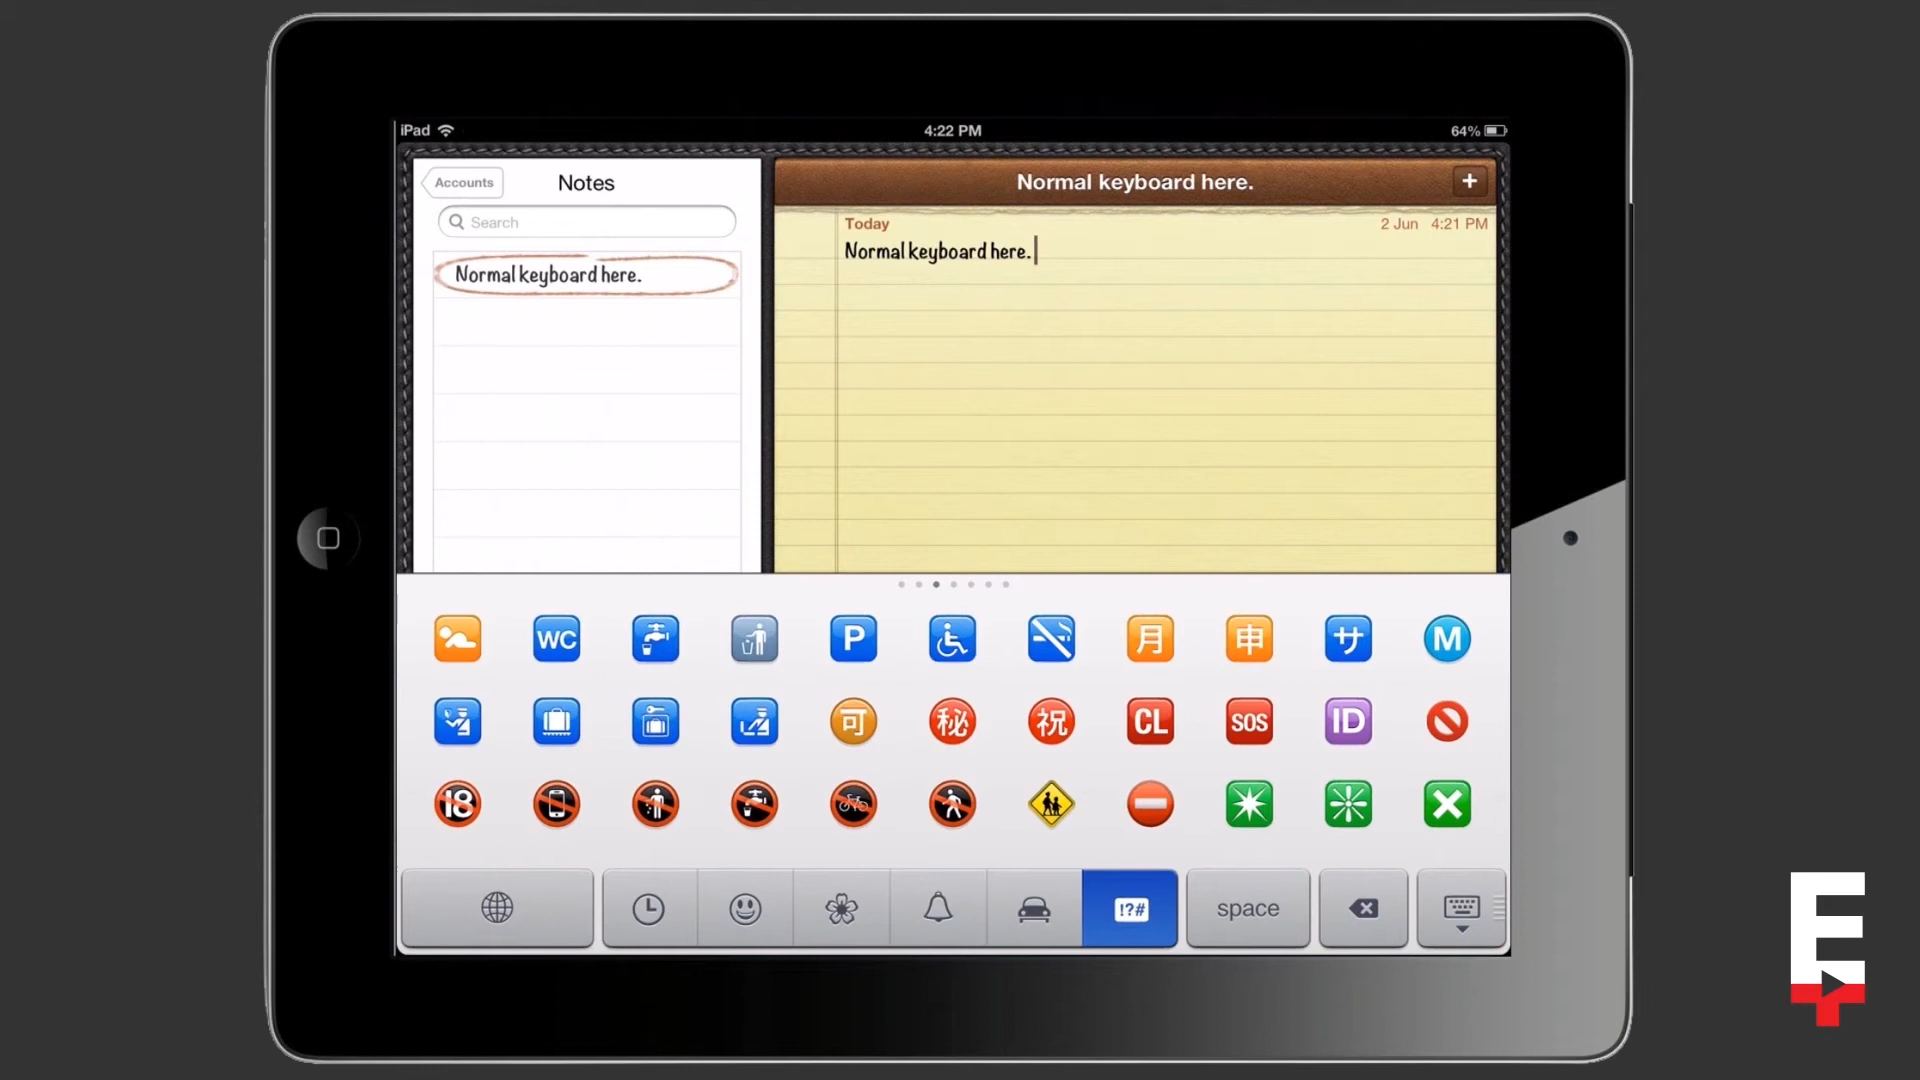 iPad
4:22 PM
64%
Accounts
Notes
Search
Normal keyboard here.
Normal keyboard here.
+
Today
2 Jun 4:21 PM
Normal keyboard here.
WC
P
月
申
サ
M
可
秘
祝
CL
SOS
ID
18
!?#
space
E